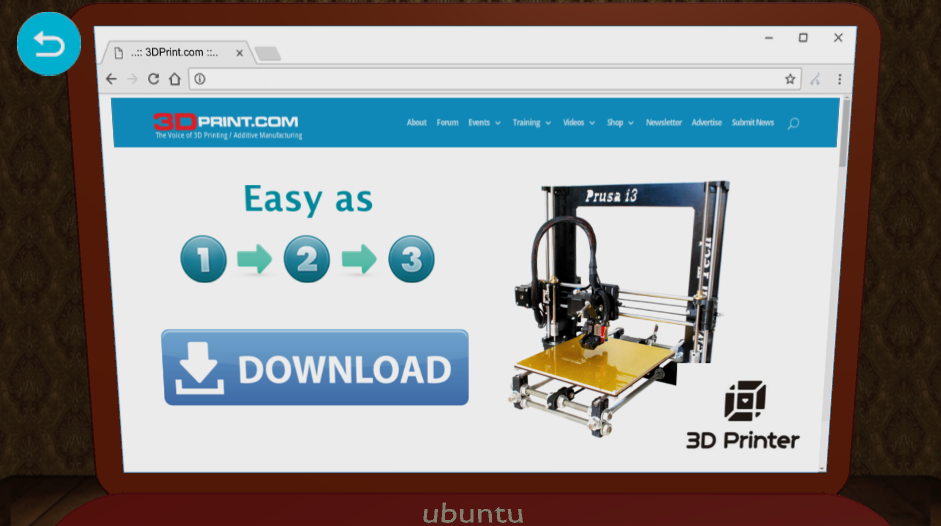 ..:: 3DPrint.com ::..
3DPRINT.COM
The Voice of 3D Printing / Additive Manufacturing
About Forum Events Training Videos Shop Newsletter Advertise Submit News
Easy as
1 2 3
DOWNLOAD
Prusa i3
Tech
3D Printer
ubuntu